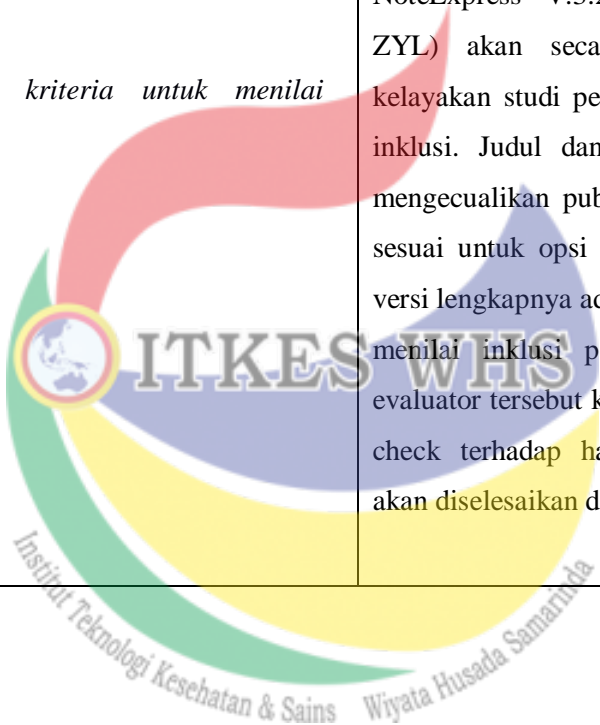 NoteExpress V.3.2
ZYL) akan seca
kriteria untuk menilai
kelayakan studi pe
inklusi. Judul dan
mengecualikan pub
sesuai untuk opsi
versi lengkapnya ad
menilai inklusi p
evaluator tersebut k
check terhadap ha
akan diselesaikan d
ITKES WHS
Institut Teknologi Kesehatan & Sains Wiyata Husada Samarinda